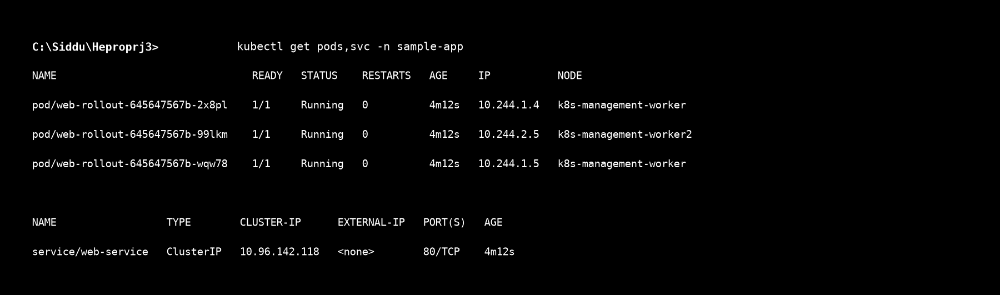 C:\Siddu\Heproprj3> kubectl get pods,svc -n sample-app
NAME READY STATUS RESTARTS AGE IP NODE
pod/web-rollout-645647567b-2x8pl 1/1 Running 0 4m12s 10.244.1.4 k8s-management-worker
pod/web-rollout-645647567b-99lkm 1/1 Running 0 4m12s 10.244.2.5 k8s-management-worker2
pod/web-rollout-645647567b-wqw78 1/1 Running 0 4m12s 10.244.1.5 k8s-management-worker
NAME TYPE CLUSTER-IP EXTERNAL-IP PORT(S) AGE
service/web-service ClusterIP 10.96.142.118 <none> 80/TCP 4m12s